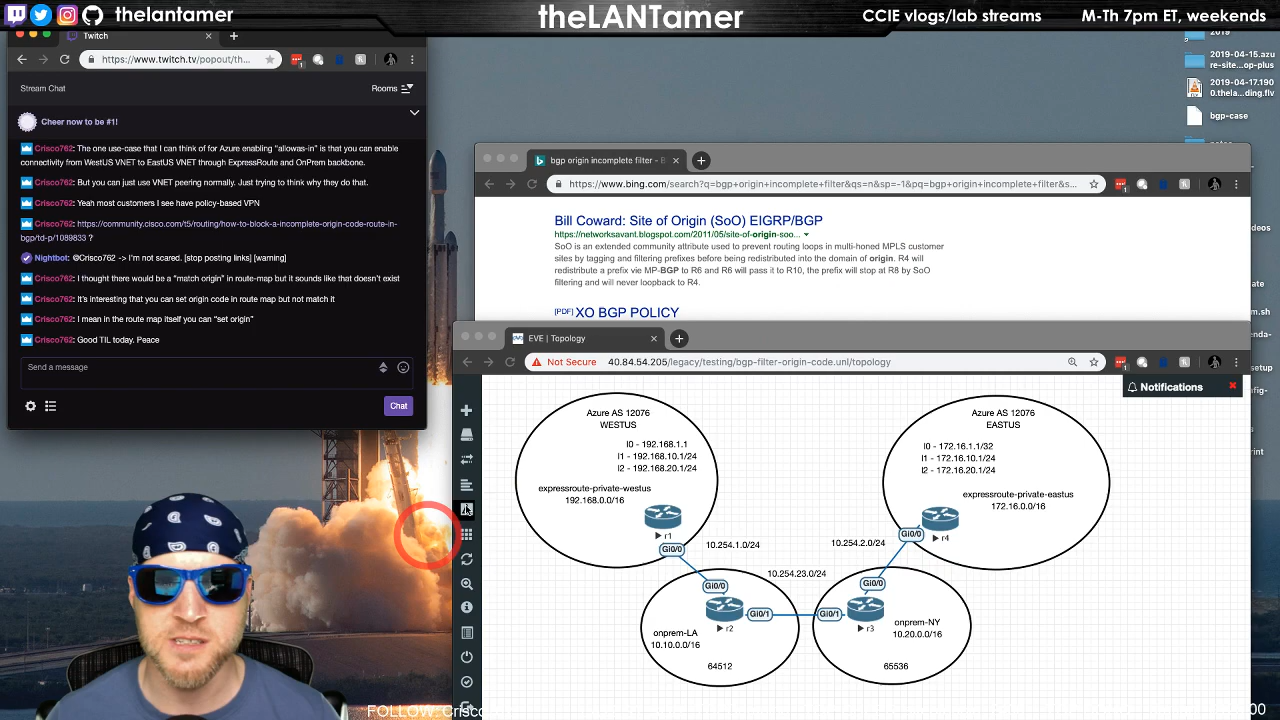 thelantamer
theLANTamer
CCIE vlogs/lab streams
M-Th 7pm ET, weekends
Twitch
https://www.twitch.tv/popout/th...
Stream Chat
Rooms
Cheer now to be #1!
Crisco762: The one use-case that I can think of for Azure enabling “allowas-in” is that you can enable
connectivity from WestUS VNET to EastUS VNET through ExpressRoute and OnPrem backbone.
Crisco762: But you can just use VNET peering normally. Just trying to think why they do that.
Crisco762: Yeah most customers I see have policy-based VPN
Crisco762: https://community.cisco.com/t5/routing/how-to-block-a-incomplete-origin-code-route-in-
bgp/td-p/1089833 ?
Nightbot: @Crisco762 -> I'm not scared. [stop posting links] [warning]
Crisco762: I thought there would be a “match origin” in route-map but it sounds like that doesn't exist
Crisco762: It's interesting that you can set origin code in route map but not match it
Crisco762: I mean in the route map itself you can “set origin”
Crisco762: Good TIL today. Peace
Send a message
Chat
2019
2019-04-15.azu
re-site...op-plus
2019-04-17.190
0.thela...ding.flv
bgp-case
bgp origin incomplete filter - B
https://www.bing.com/search?q=bgp+origin+incomplete+filter&qs=n&sp=-1&pq=bgp+origin+incomplete+filter&s...
Bill Coward: Site of Origin (SoO) EIGRP/BGP
https://networksavant.blogspot.com/2011/05/site-of-origin-soo...
SoO is an extended community attribute used to prevent routing loops in multi-honed MPLS customer
sites by tagging and filtering prefixes before being redistributed into the domain of origin. R4 will
redistribute a prefix vie MP-BGP to R6 and R6 will pass it to R10, the prefix will stop at R8 by SoO
filtering and will never loopback to R4.
[PDF] XO BGP POLICY
EVE | Topology
Not Secure
40.84.54.205/legacy/testing/bgp-filter-origin-code.unl/topology
Notifications
Azure AS 12076
WESTUS
l0 - 192.168.1.1
l1 - 192.168.10.1/24
l2 - 192.168.20.1/24
expressroute-private-westus
192.168.0.0/16
r1
Gi0/0
10.254.1.0/24
Azure AS 12076
EASTUS
l0 - 172.16.1.1/32
l1 - 172.16.10.1/24
l2 - 172.16.20.1/24
expressroute-private-eastus
172.16.0.0/16
r4
Gi0/0
10.254.2.0/24
10.254.23.0/24
Gi0/0
r2
Gi0/1
onprem-LA
10.10.0.0/16
64512
Gi0/0
Gi0/1
r3
onprem-NY
10.20.0.0/16
65536